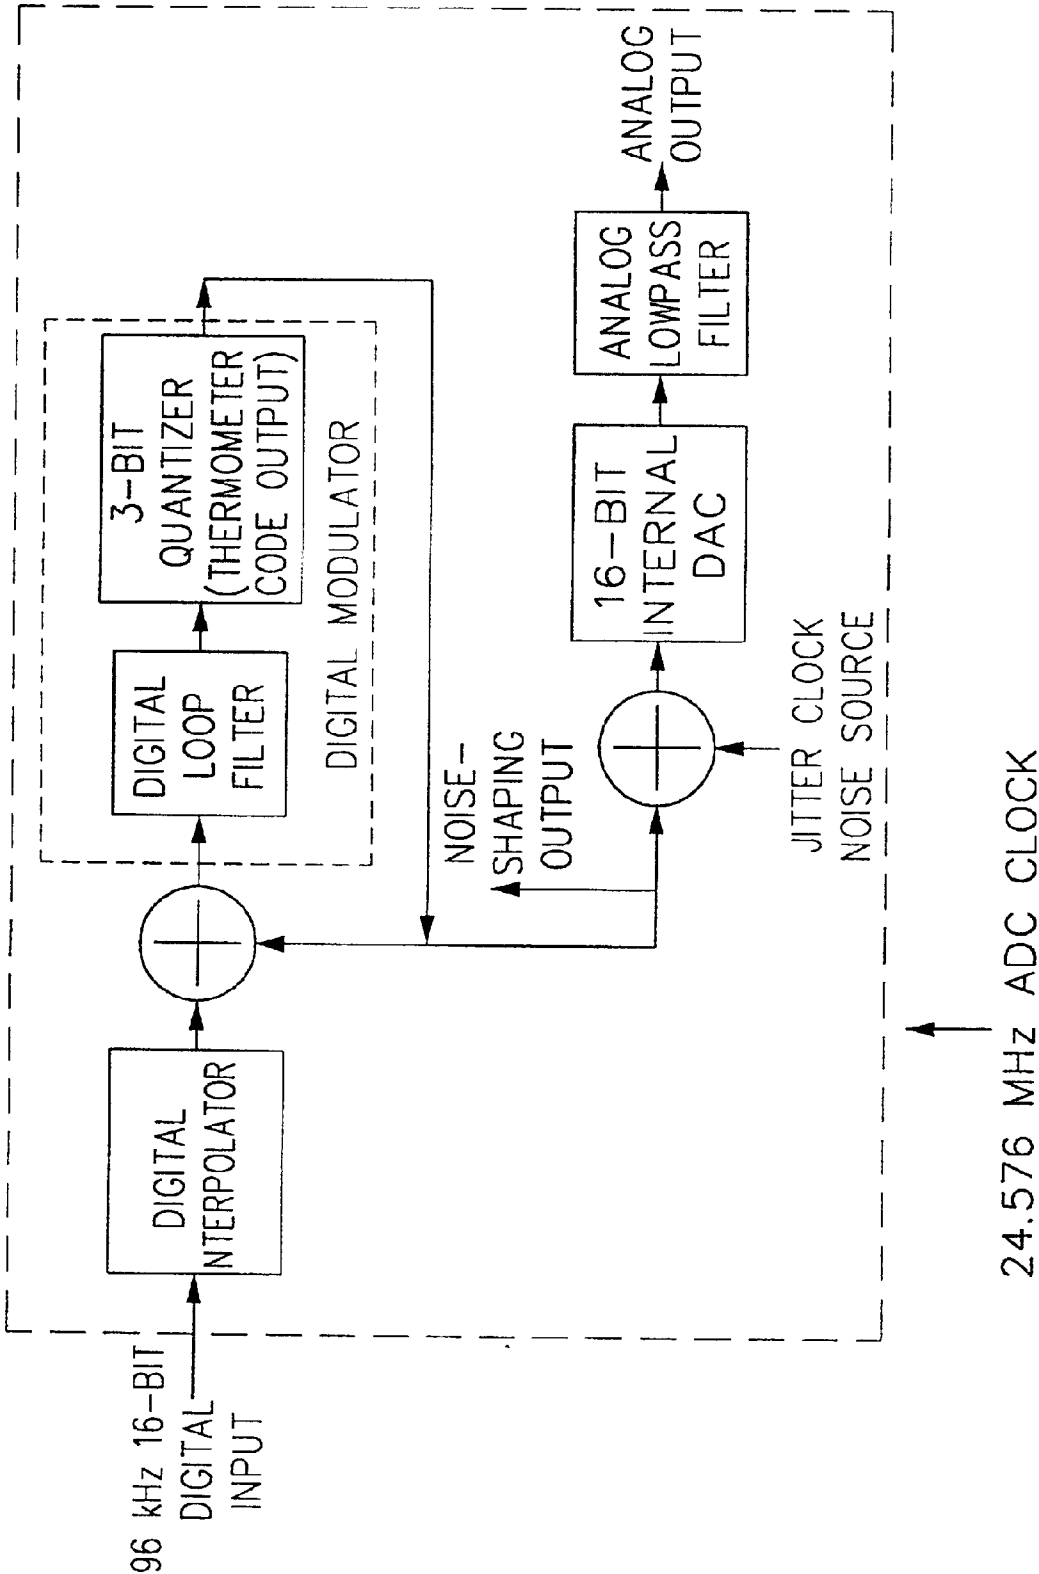 96 kHz 16-BIT
DIGITAL
INPUT
DIGITAL
NTERPOLATOR
DIGITAL
LOOP
FILTER
3-BIT
QUANTIZER
(THERMOMETER
CODE OUTPUT)
DIGITAL MODULATOR
NOISE-
SHAPING
OUTPUT
JITTER CLOCK
NOISE SOURCE
16-BIT
INTERNAL
DAC
ANALOG
LOWPASS
FILTER
ANALOG
OUTPUT
24.576 MHz ADC CLOCK